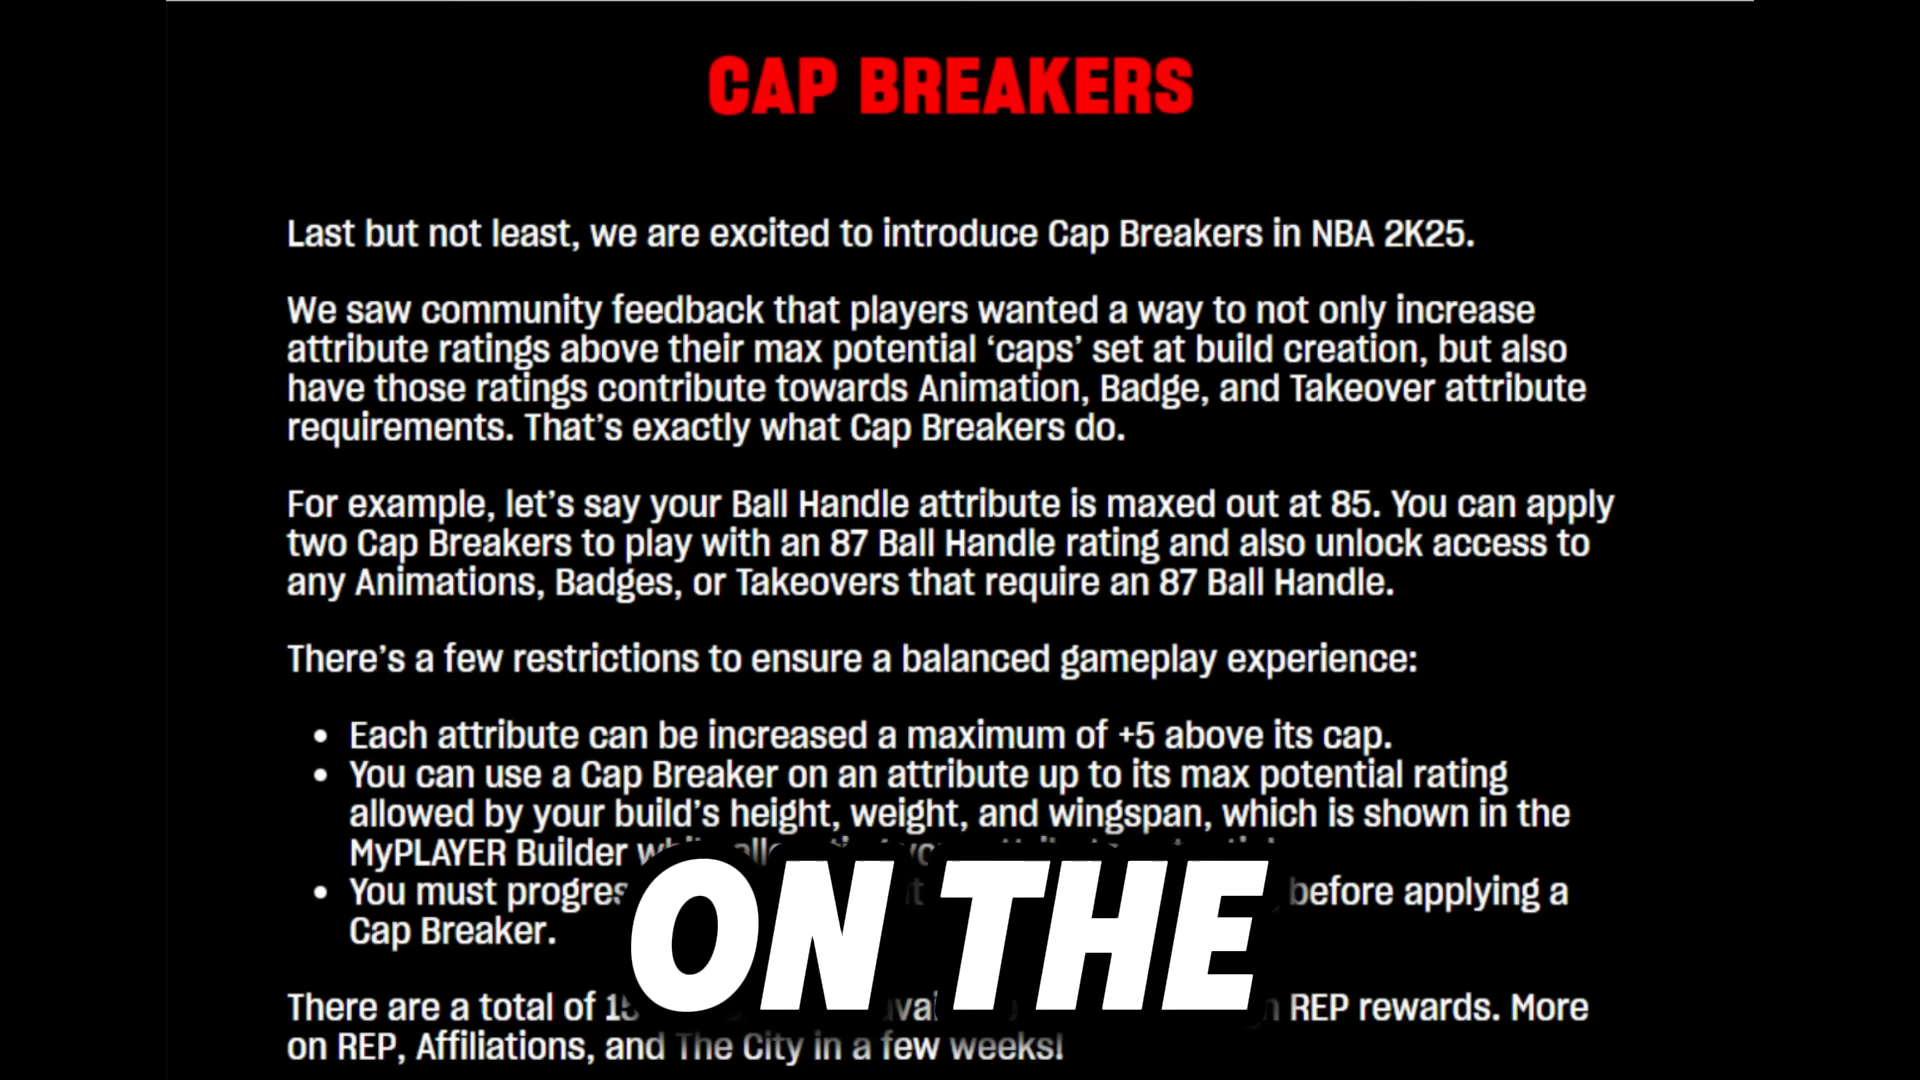 CAP BREAKERS
Last but not least, we are excited to introduce Cap Breakers in NBA 2K25.
We saw community feedback that players wanted a way to not only increase
attribute ratings above their max potential ‘caps’ set at build creation, but also
have those ratings contribute towards Animation, Badge, and Takeover attribute
requirements. That’s exactly what Cap Breakers do.
For example, let’s say your Ball Handle attribute is maxed out at 85. You can apply
two Cap Breakers to play with an 87 Ball Handle rating and also unlock access to
any Animations, Badges, or Takeovers that require an 87 Ball Handle.
There’s a few restrictions to ensure a balanced gameplay experience:
• Each attribute can be increased a maximum of +5 above its cap.
• You can use a Cap Breaker on an attribute up to its max potential rating
allowed by your build’s height, weight, and wingspan, which is shown in the
MyPLAYER Builder
• You must before applying a
Cap Breaker.
ON THE
There are a total of REP rewards. More
on REP, Affiliations, and The City in a few weeks!